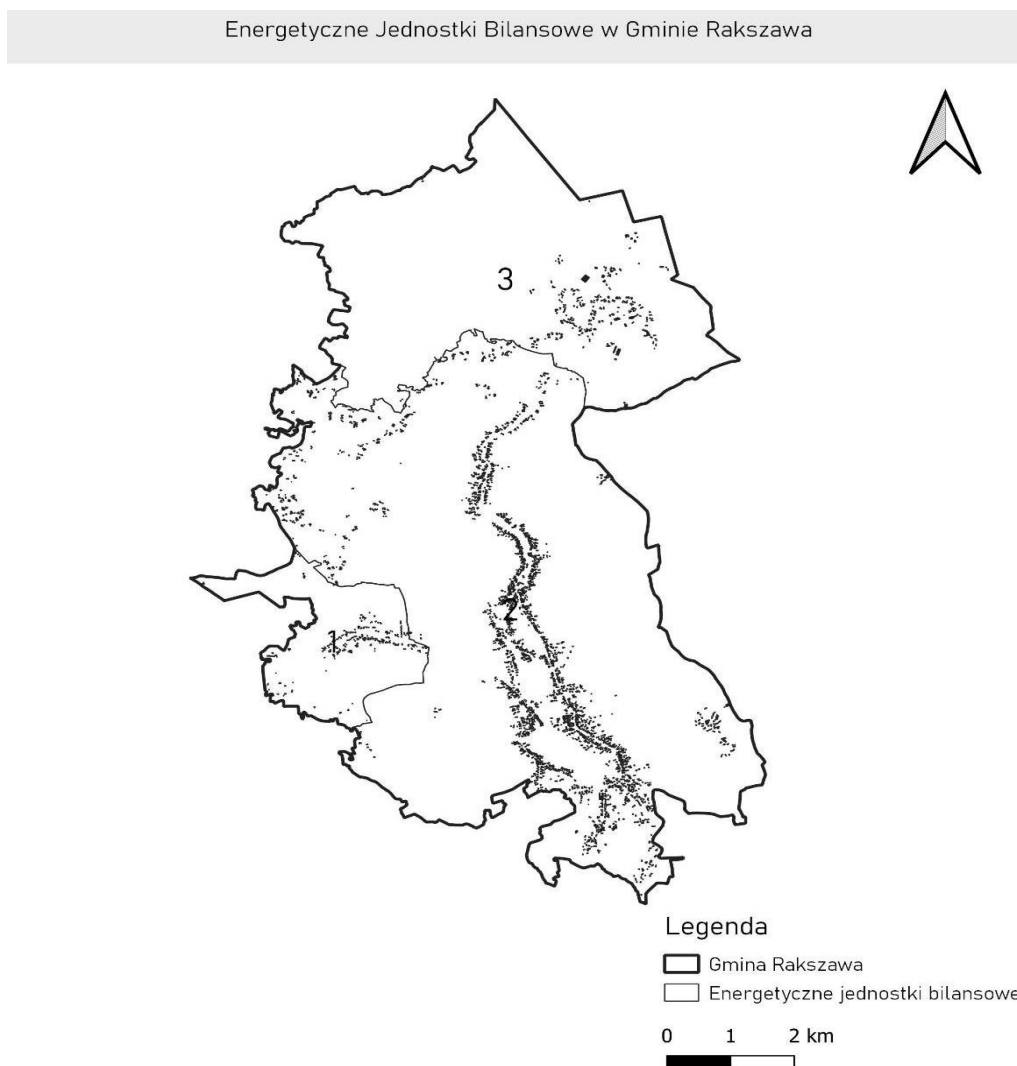 Energetyczne Jednostki Bilansowe w Gminie Rakszawa
3
2
1
Legenda
Gmina Rakszawa
Energetyczne jednostki bilansowe
0 1 2 km